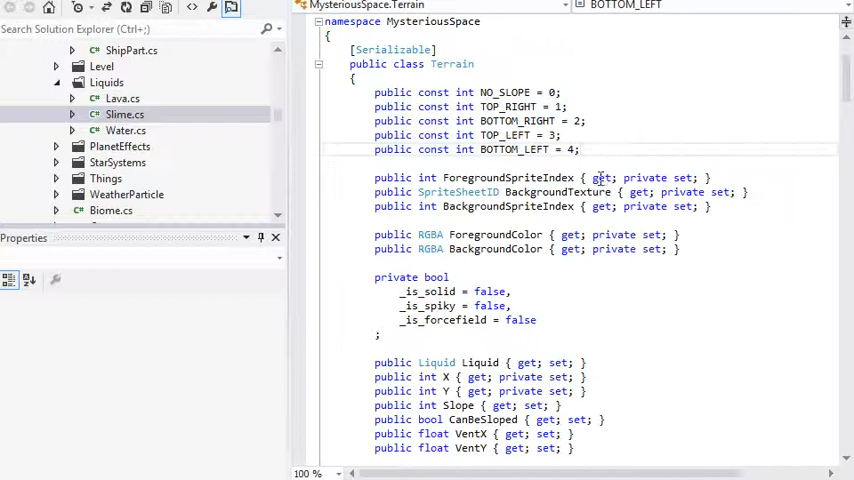 MysteriousSpace.Terrain
BOTTOM_LEFT
Search Solution Explorer (Ctrl+;)
ShipPart.cs
Level
Liquids
Lava.cs
Slime.cs
Water.cs
PlanetEffects
StarSystems
Things
WeatherParticle
Biome.cs
Properties
namespace MysteriousSpace
{
[Serializable]
public class Terrain
{
public const int NO_SLOPE = 0;
public const int TOP_RIGHT = 1;
public const int BOTTOM_RIGHT = 2;
public const int TOP_LEFT = 3;
public const int BOTTOM_LEFT = 4;
public int ForegroundSpriteIndex { get; private set; }
public SpriteSheetID BackgroundTexture { get; private set; }
public int BackgroundSpriteIndex { get; private set; }
public RGBA ForegroundColor { get; private set; }
public RGBA BackgroundColor { get; private set; }
private bool
_is_solid = false,
_is_spiky = false,
_is_forcefield = false
;
public Liquid Liquid { get; set; }
public int X { get; private set; }
public int Y { get; private set; }
public int Slope { get; set; }
public bool CanBeSloped { get; set; }
public float VentX { get; set; }
public float VentY { get; set; }
100 %